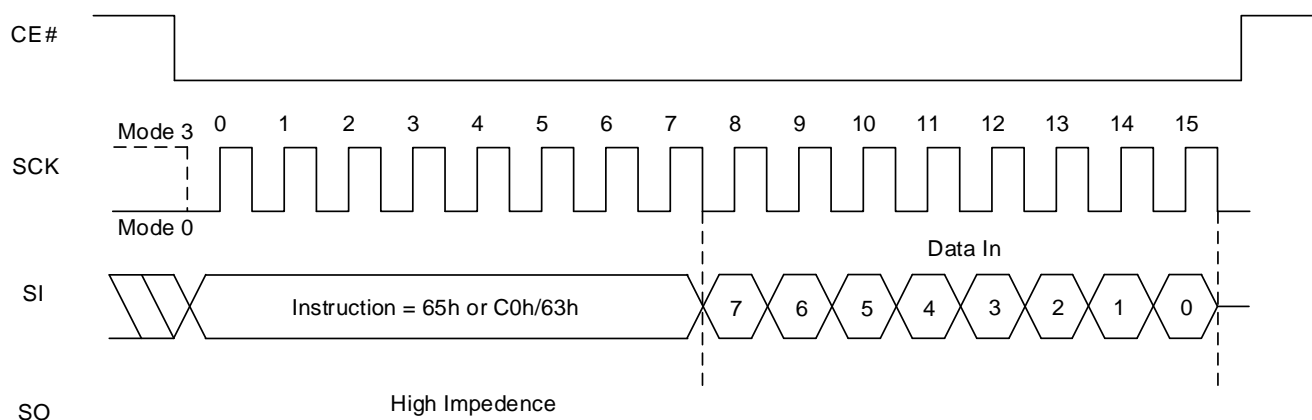 CE#
Mode 3
0 1 2 3 4 5 6 7 8 9 10 11 12 13 14 15
SCK
Mode 0
Data In
SI
Instruction = 65h or C0h/63h
7 6 5 4 3 2 1 0
High Impedence
SO